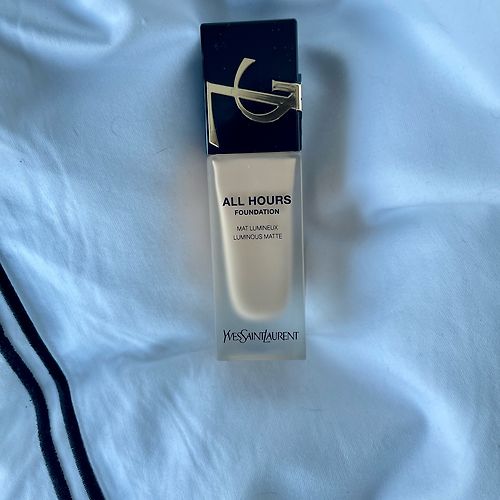 ALL HOURS
FOUNDATION
MAT LUMINEUX
LUMINOUS MATTE
YVESSAINTLAURENT